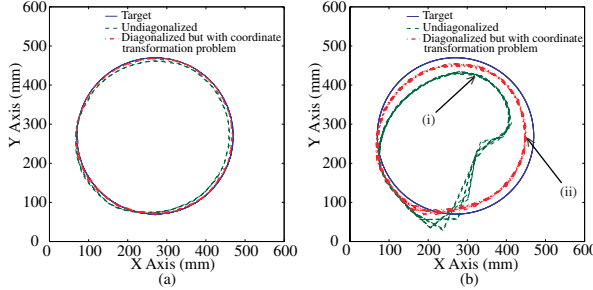 Target
Undiagonalized
Diagonalized but with coordinate
transformation problem
Y Axis (mm)
600
500
400
300
200
100
0
0 100 200 300 400 500 600
X Axis (mm)
(a)
Target
Undiagonalized
Diagonalized but with coordinate
transformation problem
Y Axis (mm)
600
500
400
300
200
100
0
(i)
(ii)
0 100 200 300 400 500 600
X Axis (mm)
(b)